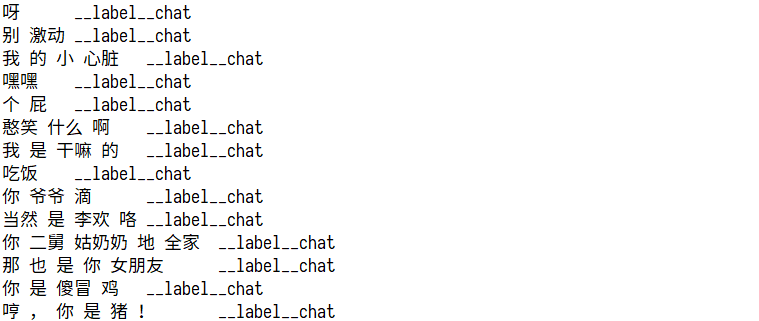 呀	__label__chat
别 激动	__label__chat
我 的 小 心脏	__label__chat
嘿嘿	__label__chat
个 屁	__label__chat
憨笑 什么 啊	__label__chat
我 是 干嘛 的	__label__chat
吃饭	__label__chat
你 爷爷 滴	__label__chat
当然 是 李欢 咯	__label__chat
你 二舅 姑奶奶 地 全家	__label__chat
那 也 是 你 女朋友	__label__chat
你 是 傻冒 鸡	__label__chat
哼 ， 你 是 猪 ！	__label__chat